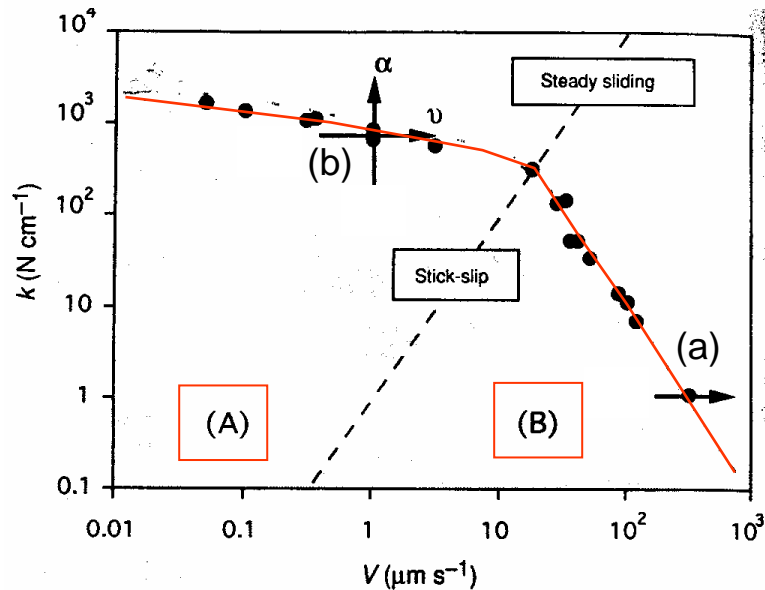 10⁴
Steady sliding
α
10³
υ
(b)
10²
k (N cm⁻¹)
Stick-slip
10
(a)
1
(A)
(B)
0.1
0.01
0.1
1
10
10²
10³
V (μm s⁻¹)